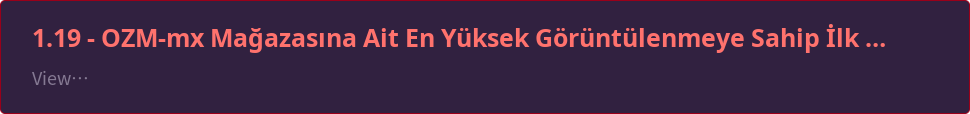 1.19 - OZM-mx Mağazasına Ait En Yüksek Görüntülenmeye Sahip İlk ...
View···